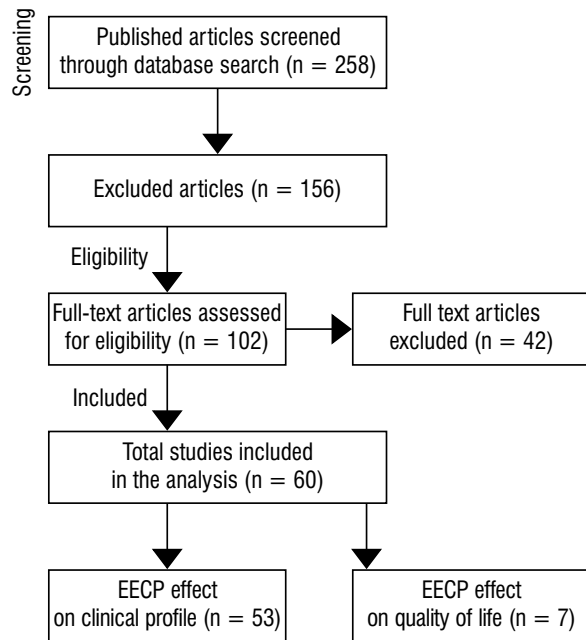 Screening
Published articles screened
through database search (n = 258)
Excluded articles (n = 156)
Eligibility
Full-text articles assessed
for eligibility (n = 102)
Full text articles
excluded (n = 42)
Included
Total studies included
in the analysis (n = 60)
EECP effect
on clinical profile (n = 53)
EECP effect
on quality of life (n = 7)